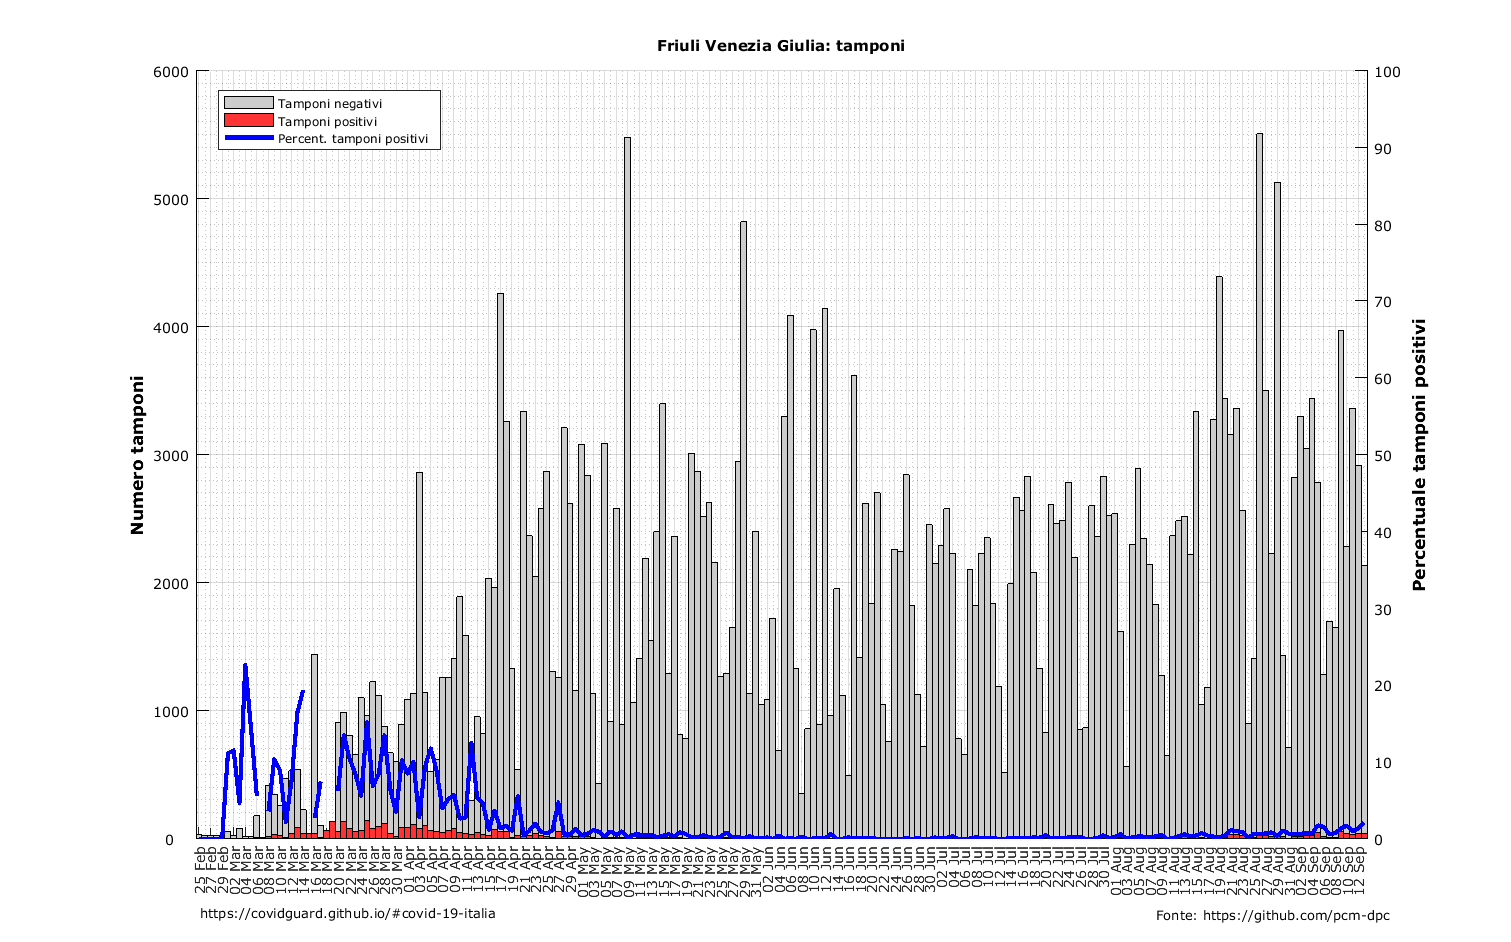 Friuli Venezia Giulia: tamponi
Tamponi negativi
Tamponi positivi
Percent. tamponi positivi
6000
5000
4000
3000
2000
1000
0
100
90
80
70
60
50
40
30
20
10
0
Numero tamponi
Percentuale tamponi positivi
25 Feb
27 Feb
29 Feb
02 Mar
04 Mar
06 Mar
08 Mar
10 Mar
12 Mar
14 Mar
16 Mar
18 Mar
20 Mar
22 Mar
24 Mar
26 Mar
28 Mar
30 Mar
01 Apr
03 Apr
05 Apr
07 Apr
09 Apr
11 Apr
13 Apr
15 Apr
17 Apr
19 Apr
21 Apr
23 Apr
25 Apr
27 Apr
29 Apr
01 May
03 May
05 May
07 May
09 May
11 May
13 May
15 May
17 May
19 May
21 May
23 May
25 May
27 May
29 May
31 May
02 Jun
04 Jun
06 Jun
08 Jun
10 Jun
12 Jun
14 Jun
16 Jun
18 Jun
20 Jun
22 Jun
24 Jun
26 Jun
28 Jun
30 Jun
02 Jul
04 Jul
06 Jul
08 Jul
10 Jul
12 Jul
14 Jul
16 Jul
18 Jul
20 Jul
22 Jul
24 Jul
26 Jul
28 Jul
30 Jul
01 Aug
03 Aug
05 Aug
07 Aug
09 Aug
11 Aug
13 Aug
15 Aug
17 Aug
19 Aug
21 Aug
23 Aug
25 Aug
27 Aug
29 Aug
31 Aug
02 Sep
04 Sep
06 Sep
08 Sep
10 Sep
12 Sep
https://covidguard.github.io/#covid-19-italia
Fonte: https://github.com/pcm-dpc